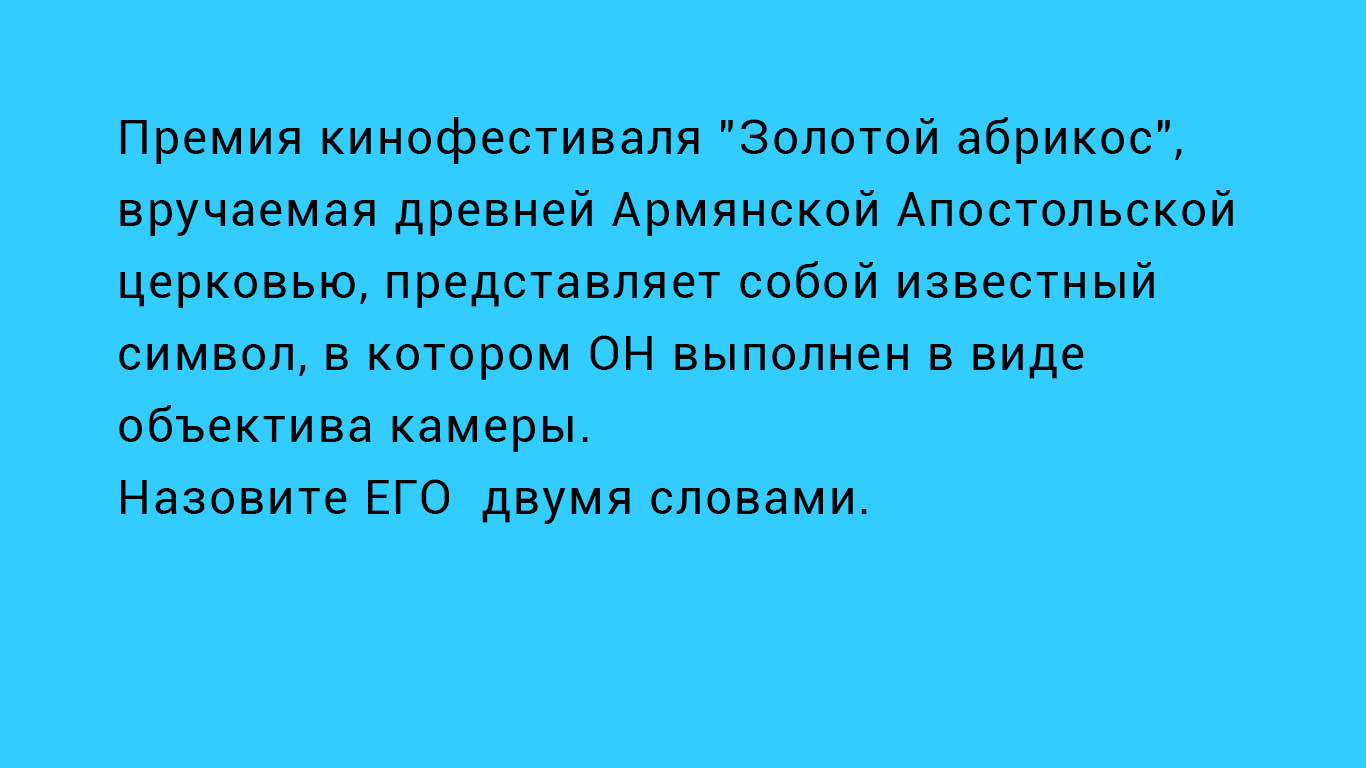 Премия кинофестиваля "Золотой абрикос",
вручаемая древней Армянской Апостольской
церковью, представляет собой известный
символ, в котором ОН выполнен в виде
объектива камеры.
Назовите ЕГО  двумя словами.